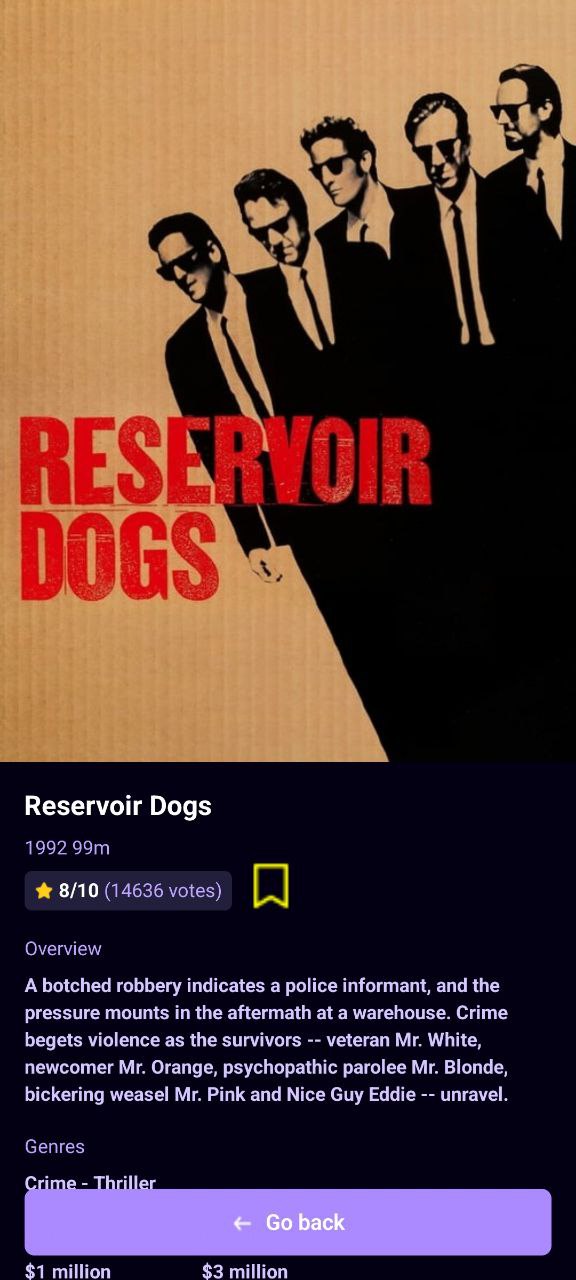 RESERVOIR
DOGS
Reservoir Dogs
1992 99m
8/10 (14636 votes)
Overview
A botched robbery indicates a police informant, and the
pressure mounts in the aftermath at a warehouse. Crime
begets violence as the survivors -- veteran Mr. White,
newcomer Mr. Orange, psychopathic parolee Mr. Blonde,
bickering weasel Mr. Pink and Nice Guy Eddie -- unravel.
Genres
Crime - Thriller
Go back
$1 million $3 million